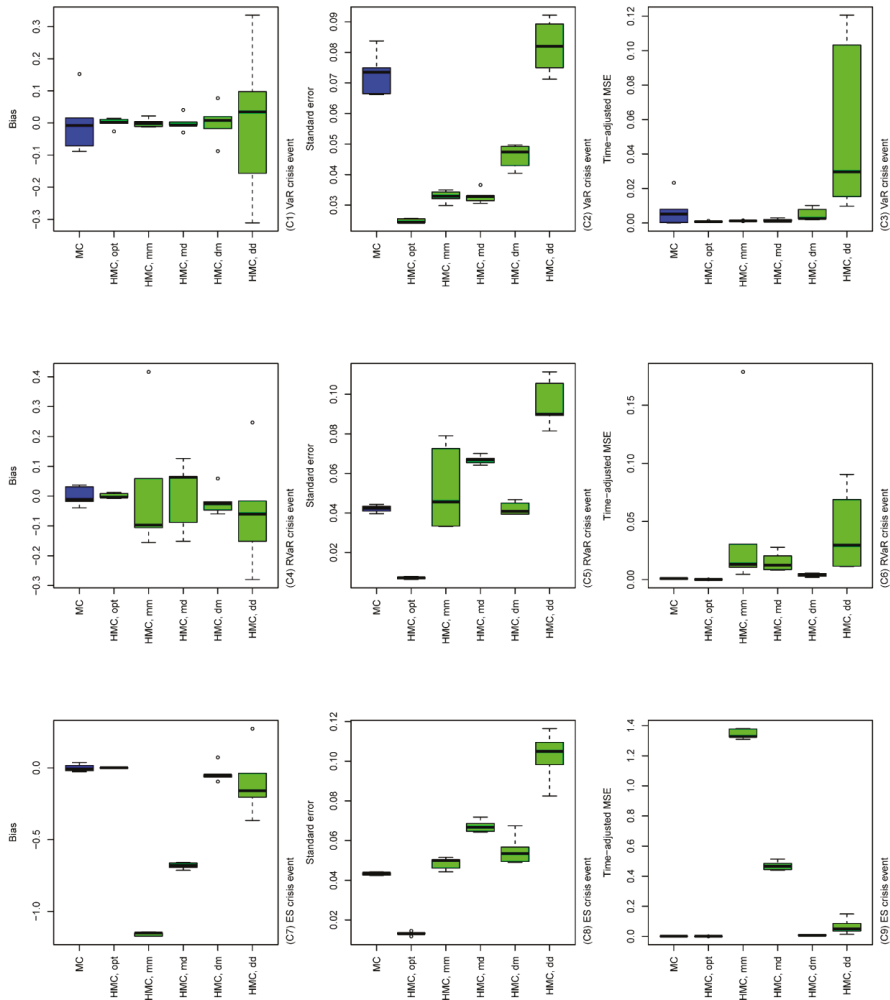 Bias
0.3
0.2
0.1
0.0
−0.1
−0.2
−0.3
MC
HMC, opt
HMC, mm
HMC, md
HMC, dm
HMC, dd
(C1) VaR crisis event
Standard error
0.09
0.08
0.07
0.06
0.05
0.04
0.03
MC
HMC, opt
HMC, mm
HMC, md
HMC, dm
HMC, dd
(C2) VaR crisis event
Time−adjusted MSE
0.12
0.10
0.08
0.06
0.04
0.02
0.00
MC
HMC, opt
HMC, mm
HMC, md
HMC, dm
HMC, dd
(C3) VaR crisis event
Bias
0.4
0.3
0.2
0.1
0.0
−0.1
−0.2
−0.3
MC
HMC, opt
HMC, mm
HMC, md
HMC, dm
HMC, dd
(C4) RVaR crisis event
Standard error
0.10
0.08
0.06
0.04
0.02
MC
HMC, opt
HMC, mm
HMC, md
HMC, dm
HMC, dd
(C5) RVaR crisis event
Time−adjusted MSE
0.15
0.10
0.05
0.00
MC
HMC, opt
HMC, mm
HMC, md
HMC, dm
HMC, dd
(C6) RVaR crisis event
Bias
0.0
−0.5
−1.0
MC
HMC, opt
HMC, mm
HMC, md
HMC, dm
HMC, dd
(C7) ES crisis event
Standard error
0.12
0.10
0.08
0.06
0.04
0.02
MC
HMC, opt
HMC, mm
HMC, md
HMC, dm
HMC, dd
(C8) ES crisis event
Time−adjusted MSE
1.4
1.2
1.0
0.8
0.6
0.4
0.2
0.0
MC
HMC, opt
HMC, mm
HMC, md
HMC, dm
HMC, dd
(C9) ES crisis event